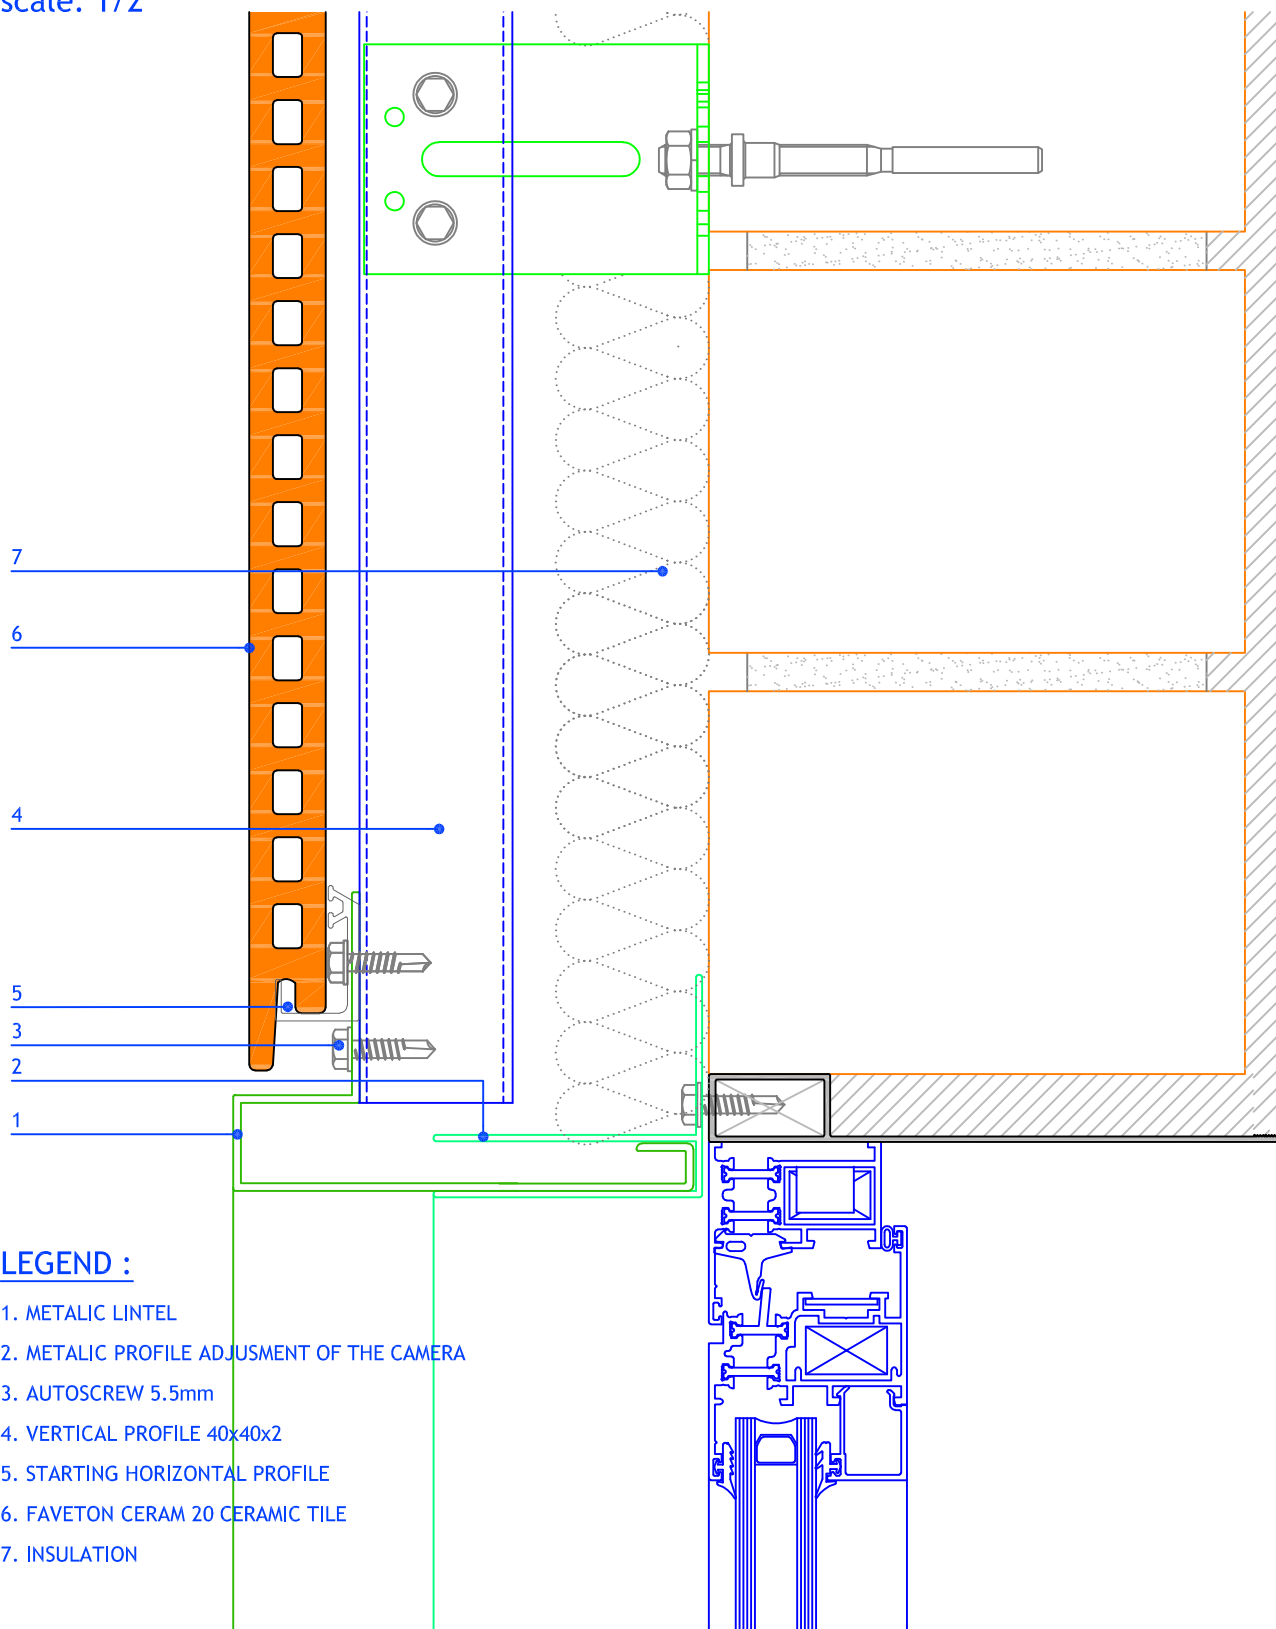 scale: 1/2
7
6
4
5
3
2
1
LEGEND :
1. METALIC LINTEL
2. METALIC PROFILE ADJUSMENT OF THE CAMERA
3. AUTOSCREW 5.5mm
4. VERTICAL PROFILE 40x40x2
5. STARTING HORIZONTAL PROFILE
6. FAVETON CERAM 20 CERAMIC TILE
7. INSULATION